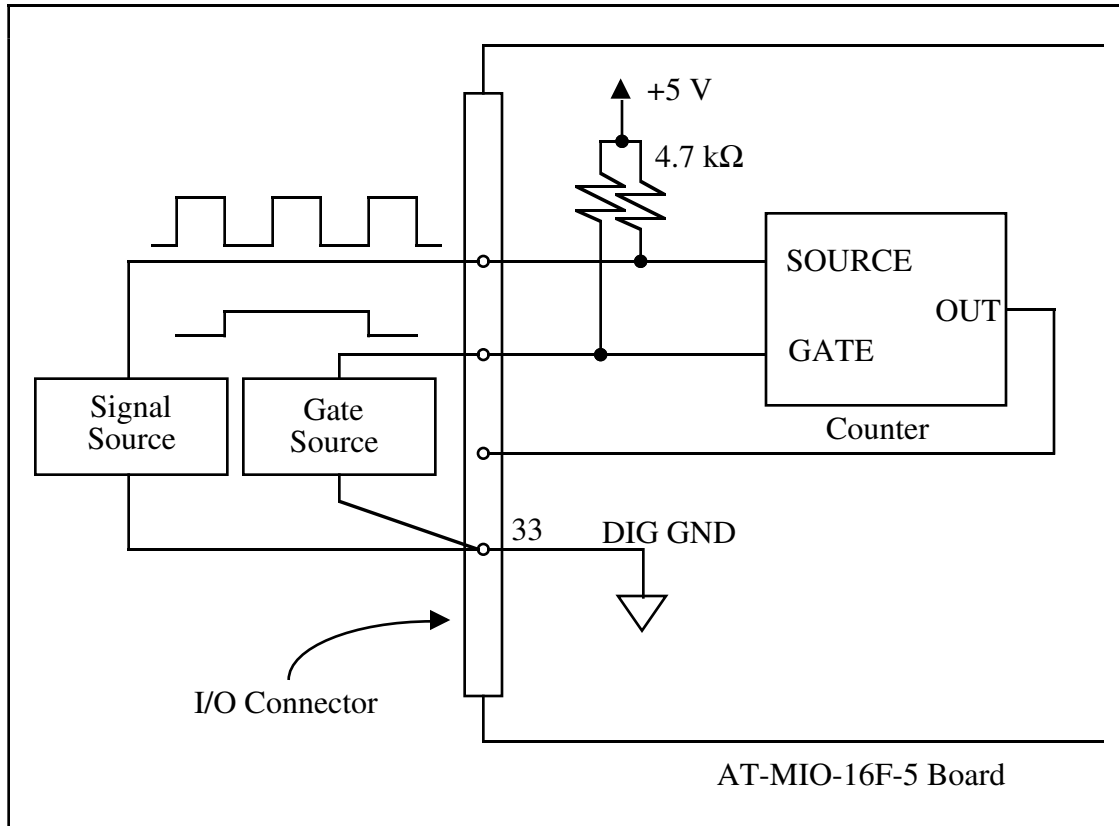 +5 V
4.7 kΩ
SOURCE
OUT
GATE
Signal
Source
Gate
Source
Counter
33
DIG GND
I/O Connector
AT-MIO-16F-5 Board